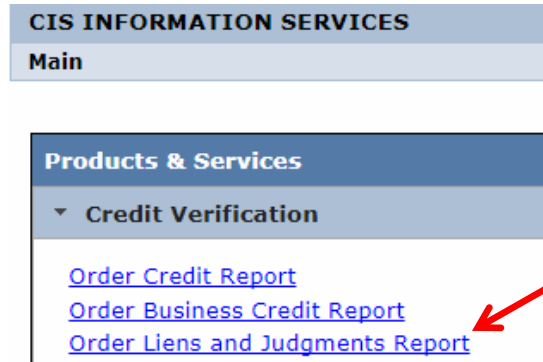 CIS INFORMATION SERVICES
Main
Products & Services
Credit Verification
Order Credit Report
Order Business Credit Report
Order Liens and Judgments Report